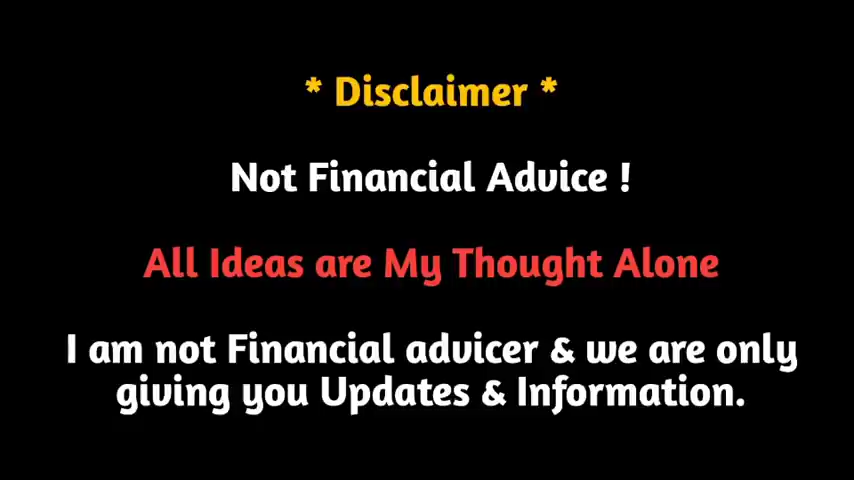 * Disclaimer *
Not Financial Advice !
All Ideas are My Thought Alone
I am not Financial advicer & we are only
giving you Updates & Information.